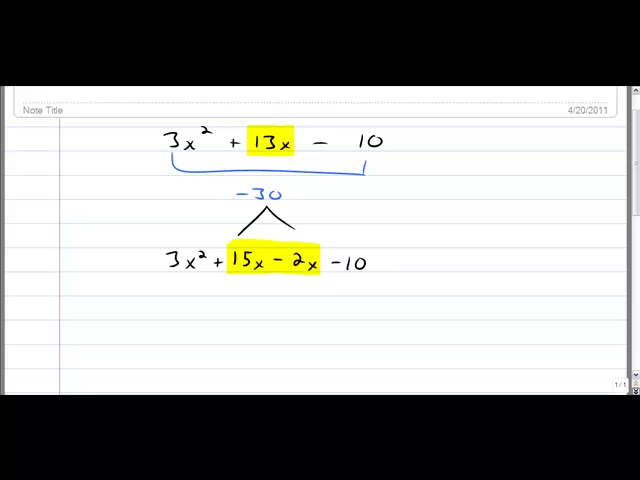 Note Title 4/20/2011
3x² + 13x - 10
-30
3x² + 15x - 2x - 10
1/1